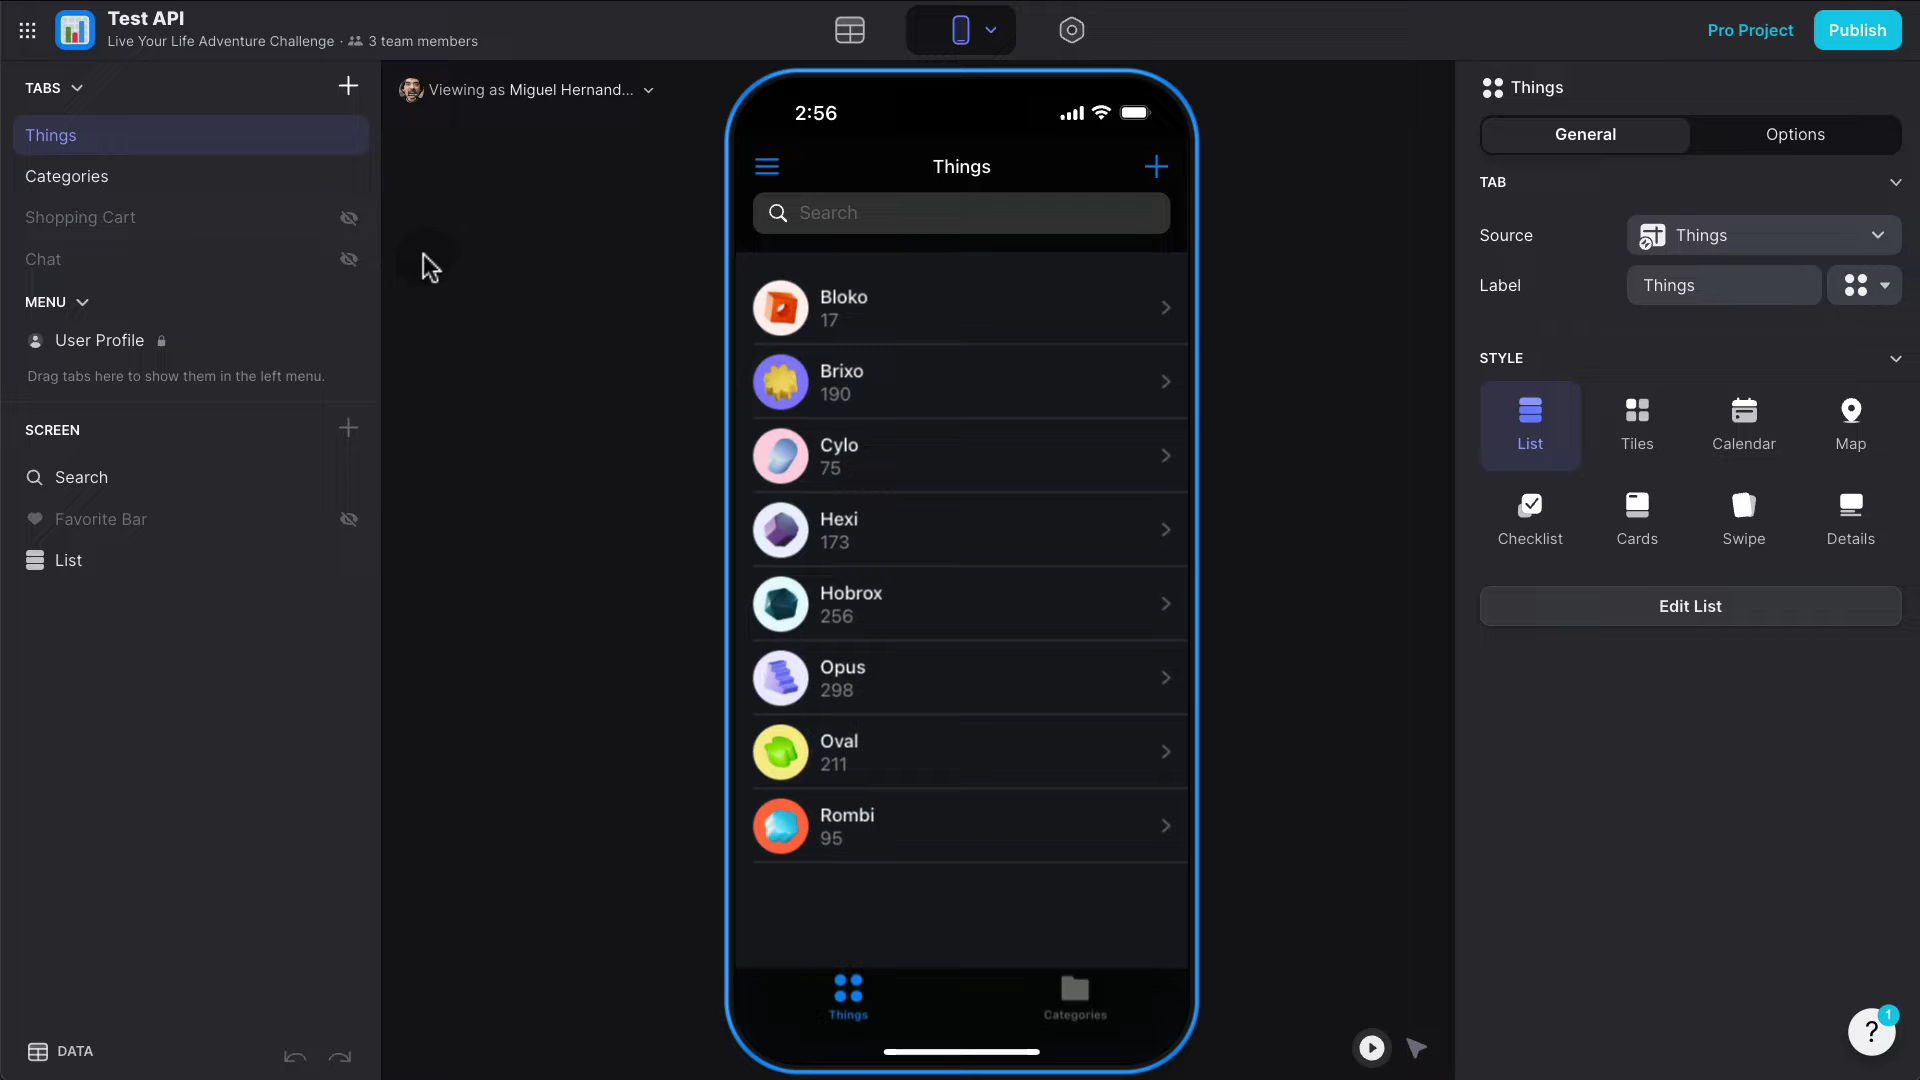 Test API
Live Your Life Adventure Challenge · 3 team members
Pro Project
Publish
TABS
Things
Categories
Shopping Cart
Chat
MENU
User Profile
Drag tabs here to show them in the left menu.
SCREEN
Search
Favorite Bar
List
DATA
Viewing as Miguel Hernand...
2:56
Things
Search
Bloko
17
Brixo
190
Cylo
75
Hexi
173
Hobrox
256
Opus
298
Oval
211
Rombi
95
Things
Categories
Things
General
Options
TAB
Source
Things
Label
Things
STYLE
List
Tiles
Calendar
Map
Checklist
Cards
Swipe
Details
Edit List
?
1